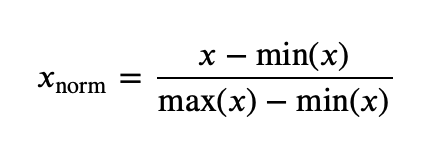 x_norm = (x − min(x)) / (max(x) − min(x))